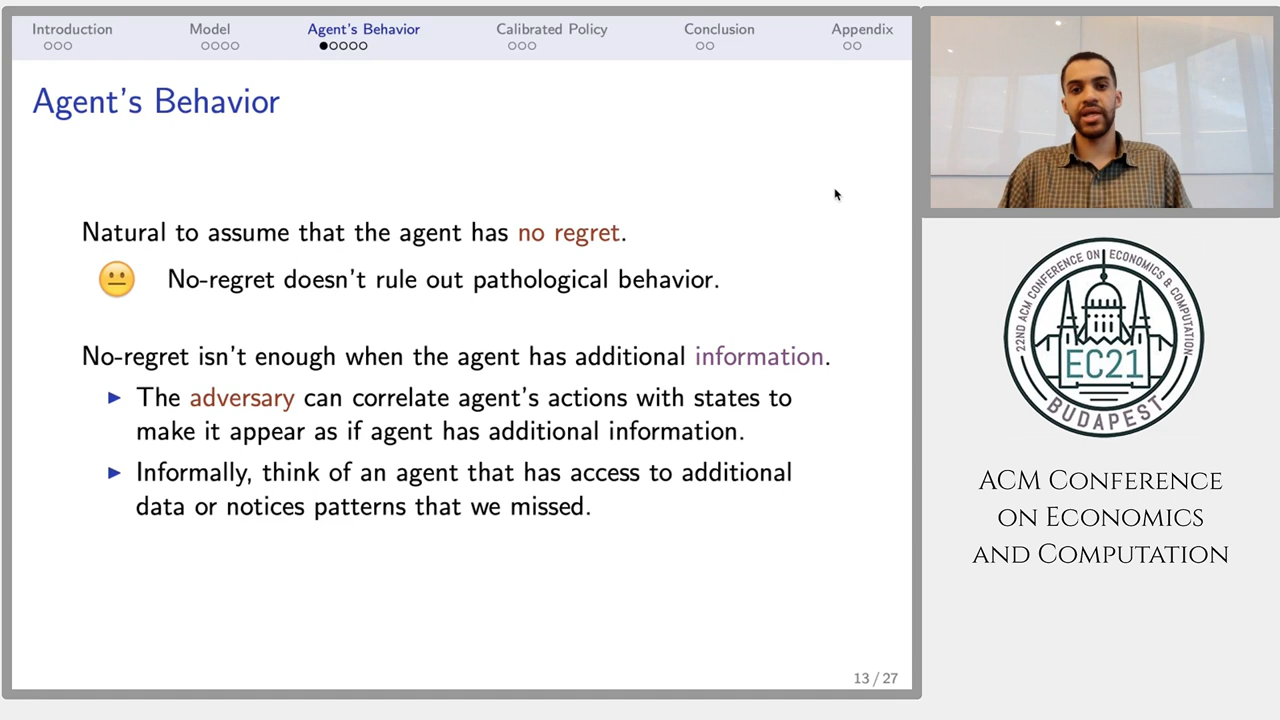 Introduction
Model
Agent's Behavior
Calibrated Policy
Conclusion
Appendix
Agent's Behavior
Natural to assume that the agent has no regret.
No-regret doesn't rule out pathological behavior.
No-regret isn't enough when the agent has additional information.
The adversary can correlate agent's actions with states to
make it appear as if agent has additional information.
Informally, think of an agent that has access to additional
data or notices patterns that we missed.
13 / 27
22ND ACM CONFERENCE ON ECONOMICS & COMPUTATION
EC21
BUDAPEST
ACM Conference
on Economics
and Computation